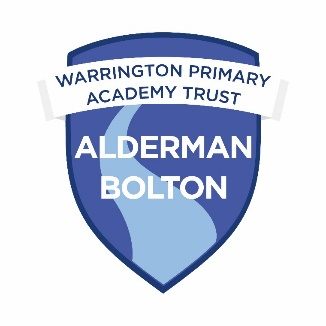 WARRINGTON PRIMARY
ACADEMY TRUST
ALDERMAN
BOLTON